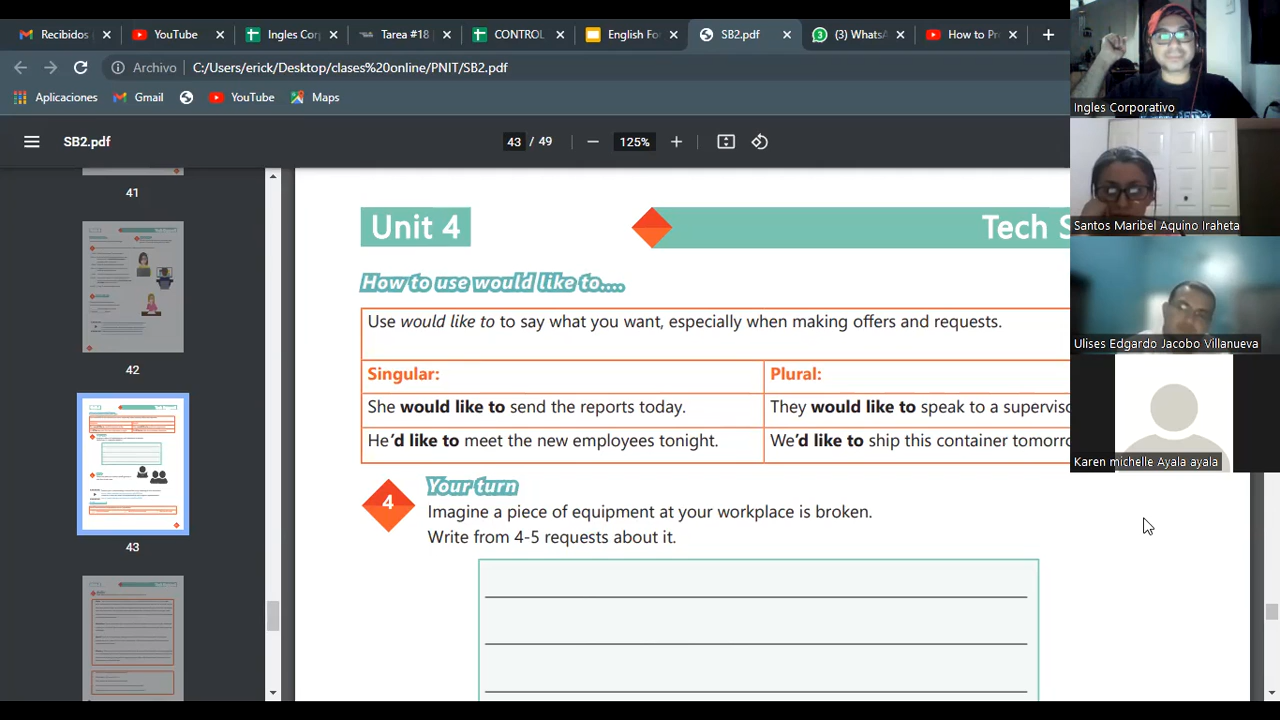 Recibidos
YouTube
Ingles Cor
Tarea #18
CONTROL
English Fo
SB2.pdf
(3) WhatsA
How to Pr
Archivo
C:/Users/erick/Desktop/clases%20online/PNIT/SB2.pdf
Aplicaciones
Gmail
YouTube
Maps
SB2.pdf
43 / 49
125%
Ingles Corporativo
Santos Maribel Aquino Iraheta
Ulises Edgardo Jacobo Villanueva
Karen michelle Ayala ayala
41
42
43
Unit 4
Tech S
How to use would like to....
Use would like to to say what you want, especially when making offers and requests.
Singular:
Plural:
She would like to send the reports today.
They would like to speak to a superviso
He'd like to meet the new employees tonight.
We'd like to ship this container tomorro
4
Your turn
Imagine a piece of equipment at your workplace is broken.
Write from 4-5 requests about it.